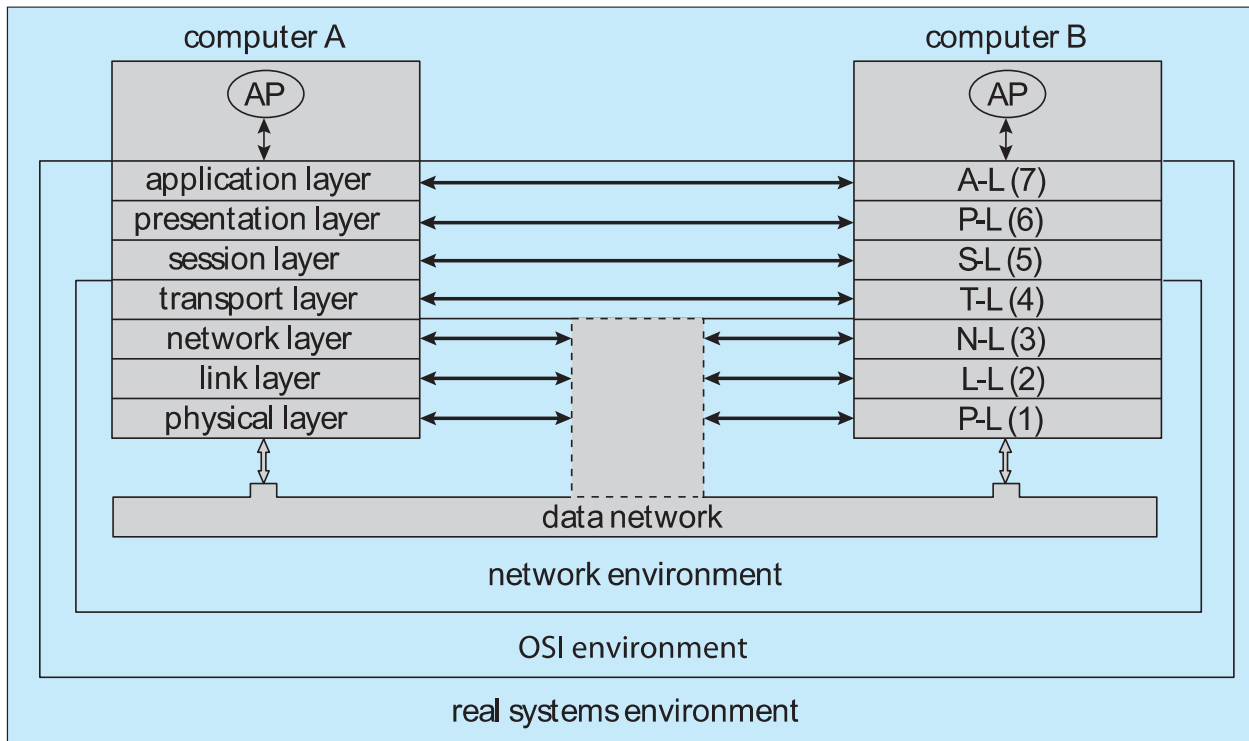 computer A
computer B
AP
AP
application layer
A-L (7)
presentation layer
P-L (6)
session layer
S-L (5)
transport layer
T-L (4)
network layer
N-L (3)
link layer
L-L (2)
physical layer
P-L (1)
data network
network environment
OSI environment
real systems environment